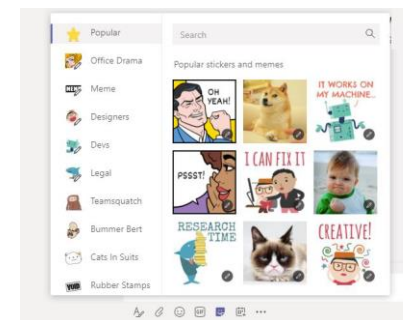 Popular
Office Drama
Meme
Designers
Devs
Legal
Teamsquatch
Bummer Bert
Cats In Suits
Rubber Stamps
Search
Popular stickers and memes
OH
YEAH!
IT WORKS ON
MY MACHINE...
PSSST!
I CAN FIX IT
RESEARCH
TIME
CREATIVE!
GIF